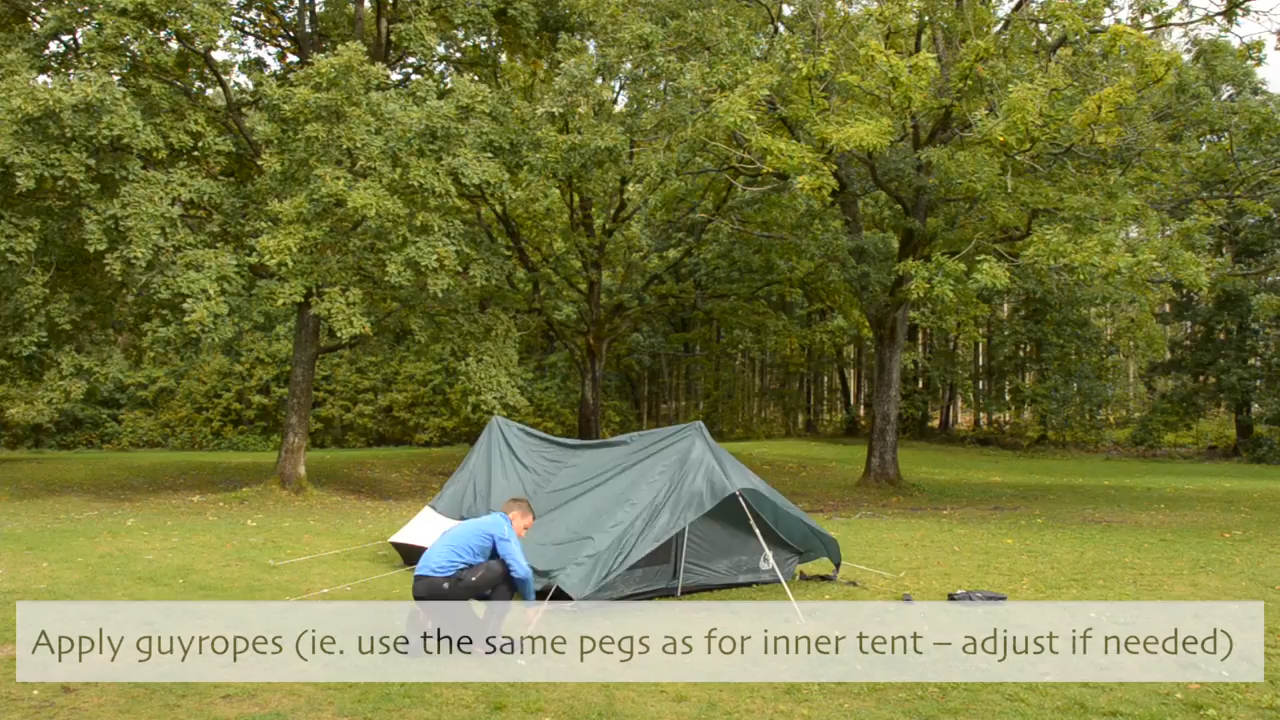 Apply guyropes (ie. use the same pegs as for inner tent – adjust if needed)